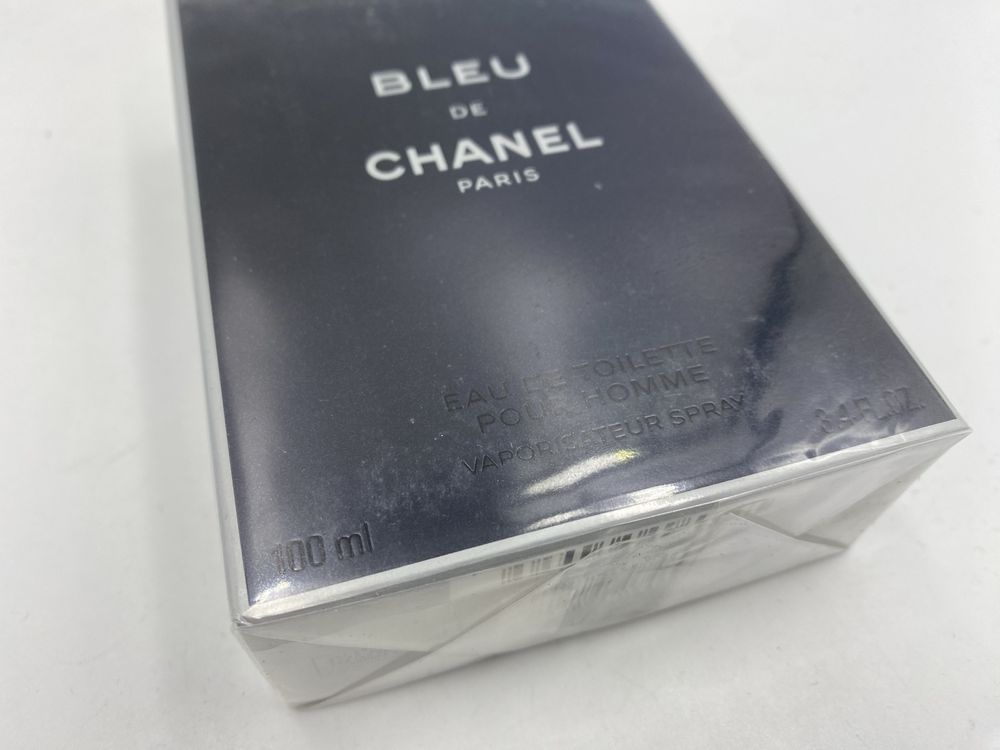 BLEU
DE
CHANEL
PARIS
EAU DE TOILETTE
POUR HOMME
VAPORISATEUR SPRAY
3.4 FL.OZ.
100 ml